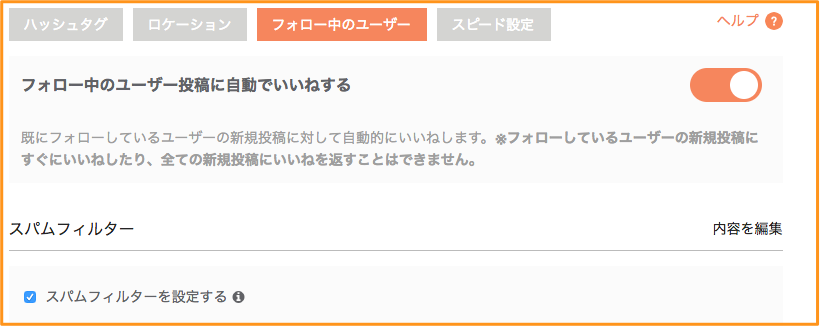 ハッシュタグ ロケーション フォロー中のユーザー スピード設定 ヘルプ ?
フォロー中のユーザー投稿に自動でいいねする
既にフォローしているユーザーの新規投稿に対して自動的にいいねします。※フォローしているユーザーの新規投稿に
すぐにいいねしたり、全ての新規投稿にいいねを返すことはできません。
スパムフィルター 内容を編集
スパムフィルターを設定する